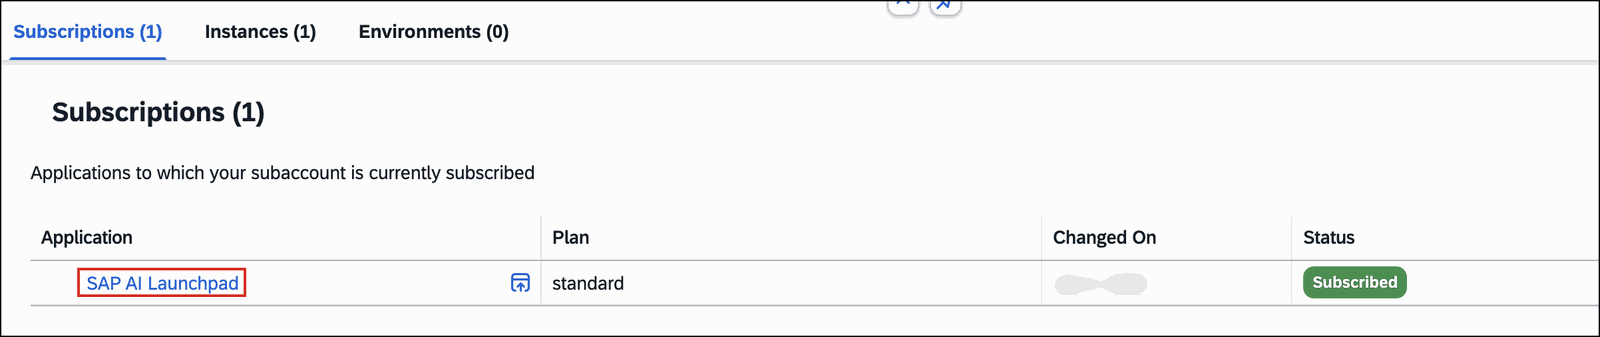 Subscriptions (1) Instances (1) Environments (0)
Subscriptions (1)
Applications to which your subaccount is currently subscribed
Application Plan Changed On Status
SAP AI Launchpad standard Subscribed